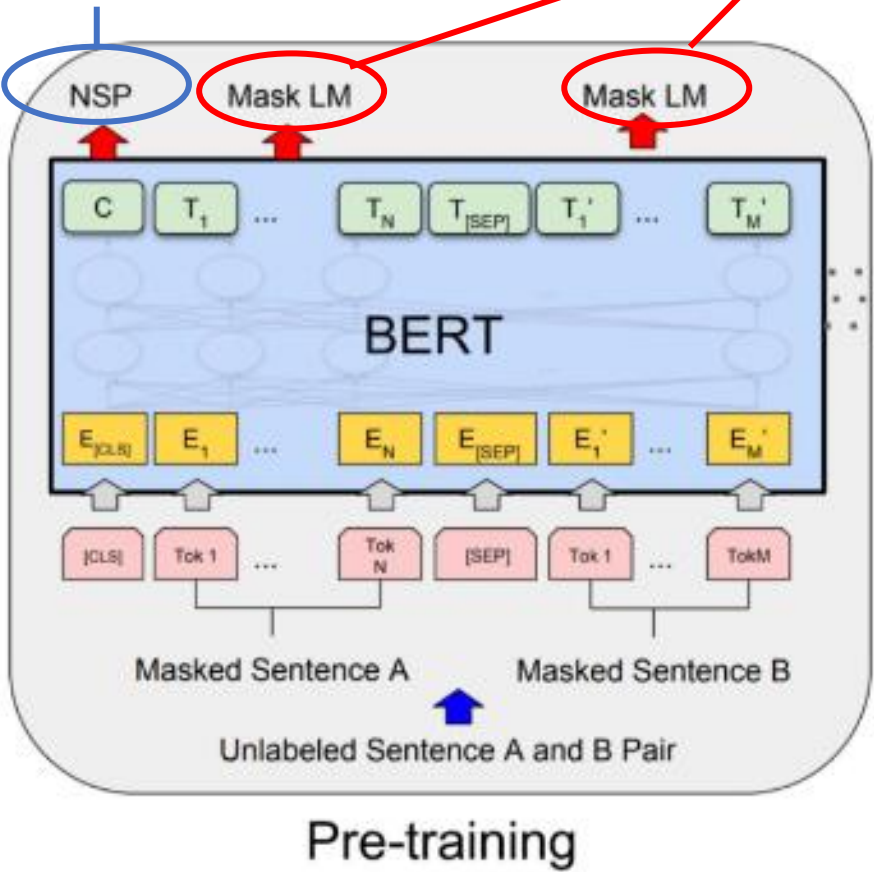 NSP Mask LM Mask LM
C T1 ... TN T[SEP] T1' ... TM'
BERT
E[CLS] E1 ... EN E[SEP] E1' ... EM'
[CLS] Tok 1 ... Tok N [SEP] Tok 1 ... TokM
Masked Sentence A Masked Sentence B
Unlabeled Sentence A and B Pair
Pre-training